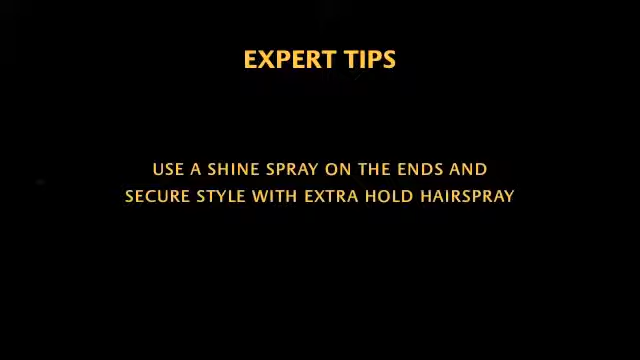 EXPERT TIPS
USE A SHINE SPRAY ON THE ENDS AND
SECURE STYLE WITH EXTRA HOLD HAIRSPRAY